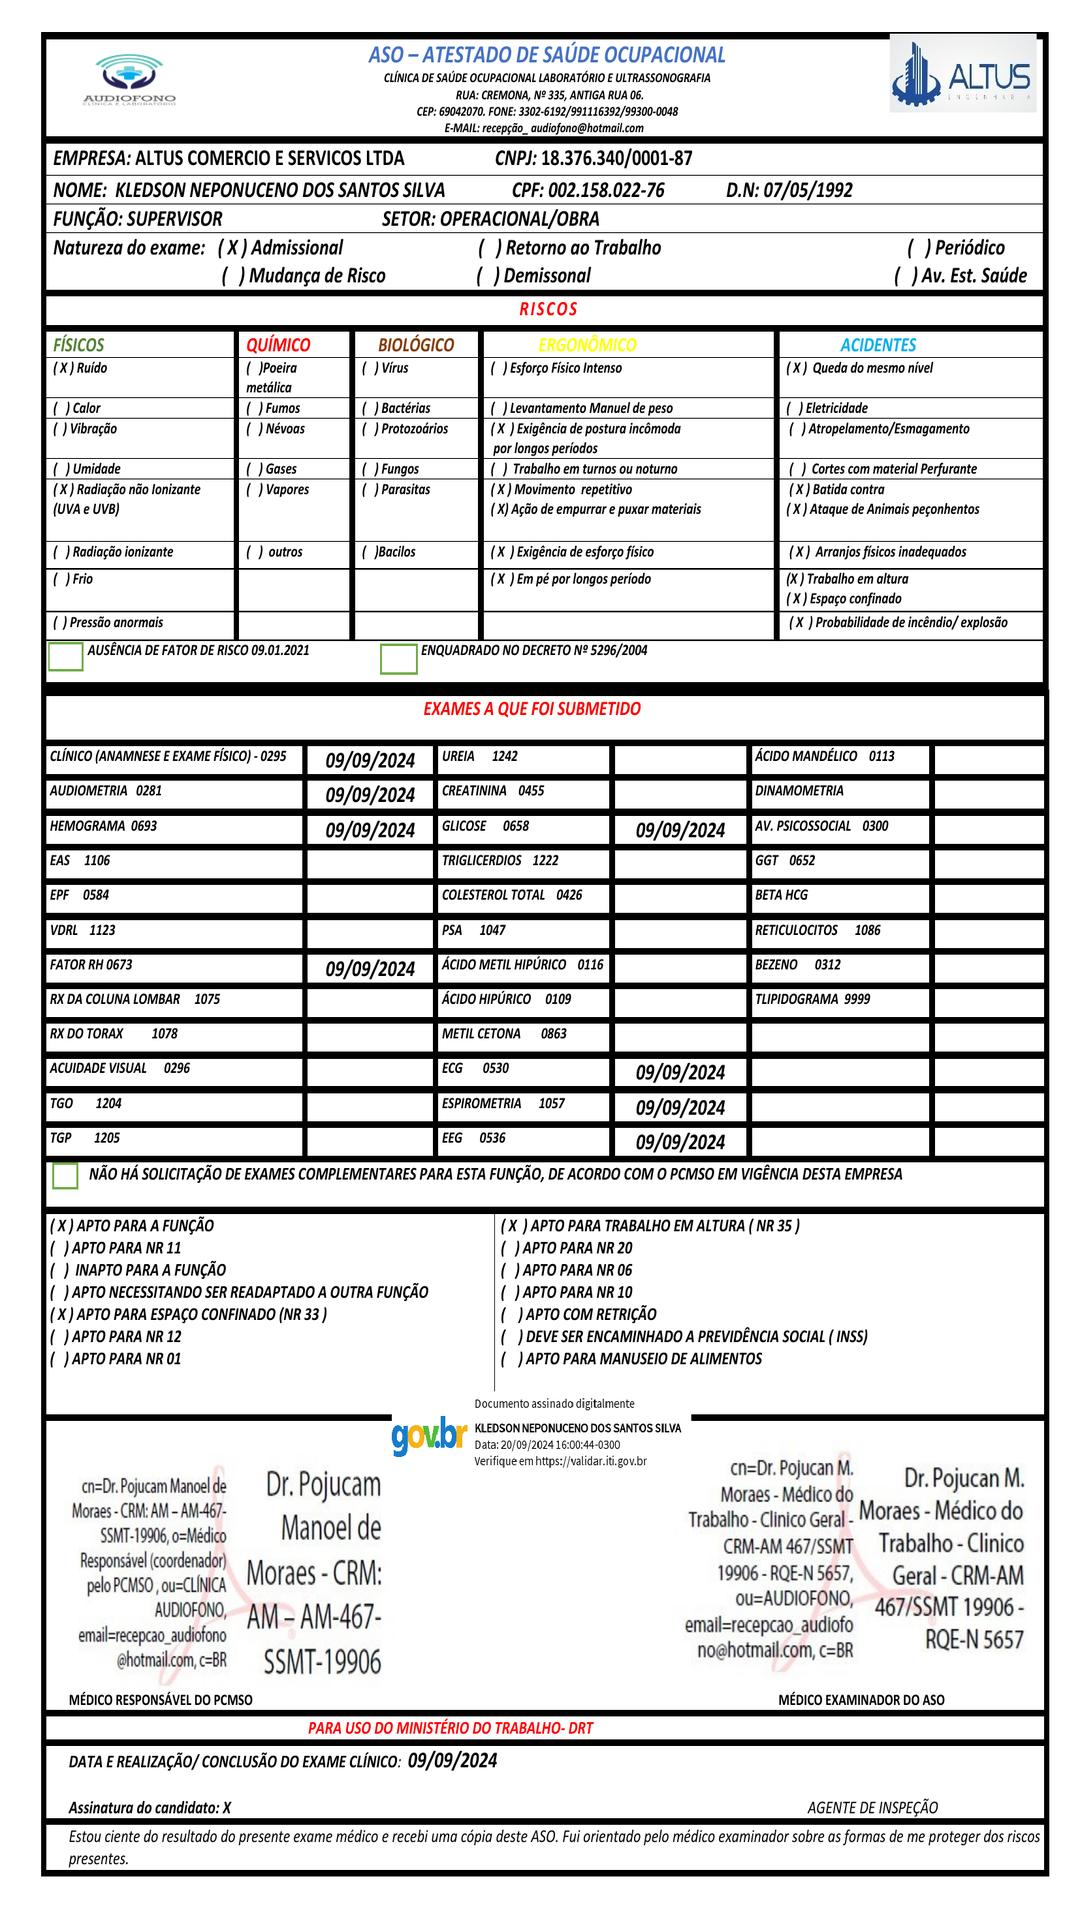 AUDIOFONO
CLÍNICA E LABORATÓRIO
ASO – ATESTADO DE SAÚDE OCUPACIONAL
CLÍNICA DE SAÚDE OCUPACIONAL LABORATÓRIO E ULTRASSONOGRAFIA
RUA: CREMONA, Nº 335, ANTIGA RUA 06.
CEP: 69042070. FONE: 3302-6192/991116392/99300-0048
E-MAIL: recepção_ audiofono@hotmail.com
ALTUS
ENGENHARIA
EMPRESA: ALTUS COMERCIO E SERVICOS LTDA CNPJ: 18.376.340/0001-87
NOME: KLEDSON NEPONUCENO DOS SANTOS SILVA CPF: 002.158.022-76 D.N: 07/05/1992
FUNÇÃO: SUPERVISOR SETOR: OPERACIONAL/OBRA
Natureza do exame: ( X ) Admissional ( ) Retorno ao Trabalho ( ) Periódico
( ) Mudança de Risco ( ) Demissonal ( ) Av. Est. Saúde
RISCOS
FÍSICOS QUÍMICO BIOLÓGICO ERGONÔMICO ACIDENTES
( X ) Ruído ( )Poeira metálica ( ) Vírus ( ) Esforço Físico Intenso ( X ) Queda do mesmo nível
( ) Calor ( ) Fumos ( ) Bactérias ( ) Levantamento Manuel de peso ( ) Eletricidade
( ) Vibração ( ) Névoas ( ) Protozoários ( X ) Exigência de postura incômoda por longos períodos ( ) Atropelamento/Esmagamento
( ) Umidade ( ) Gases ( ) Fungos ( ) Trabalho em turnos ou noturno ( ) Cortes com material Perfurante
( X ) Radiação não Ionizante ( ) Vapores ( ) Parasitas ( X ) Movimento repetitivo ( X ) Batida contra
(UVA e UVB) ( X) Ação de empurrar e puxar materiais ( X ) Ataque de Animais peçonhentos
( ) Radiação ionizante ( ) outros ( )Bacilos ( X ) Exigência de esforço físico ( X ) Arranjos físicos inadequados
( ) Frio ( X ) Em pé por longos período (X ) Trabalho em altura
( X ) Espaço confinado
( ) Pressão anormais ( X ) Probabilidade de incêndio/ explosão
AUSÊNCIA DE FATOR DE RISCO 09.01.2021 ENQUADRADO NO DECRETO Nº 5296/2004
EXAMES A QUE FOI SUBMETIDO
CLÍNICO (ANAMNESE E EXAME FÍSICO) - 0295 09/09/2024 UREIA 1242 ÁCIDO MANDÉLICO 0113
AUDIOMETRIA 0281 09/09/2024 CREATININA 0455 DINAMOMETRIA
HEMOGRAMA 0693 09/09/2024 GLICOSE 0658 09/09/2024 AV. PSICOSSOCIAL 0300
EAS 1106 TRIGLICERDIOS 1222 GGT 0652
EPF 0584 COLESTEROL TOTAL 0426 BETA HCG
VDRL 1123 PSA 1047 RETICULOCITOS 1086
FATOR RH 0673 09/09/2024 ÁCIDO METIL HIPÚRICO 0116 BEZENO 0312
RX DA COLUNA LOMBAR 1075 ÁCIDO HIPÚRICO 0109 TLIPIDOGRAMA 9999
RX DO TORAX 1078 METIL CETONA 0863
ACUIDADE VISUAL 0296 ECG 0530 09/09/2024
TGO 1204 ESPIROMETRIA 1057 09/09/2024
TGP 1205 EEG 0536 09/09/2024
NÃO HÁ SOLICITAÇÃO DE EXAMES COMPLEMENTARES PARA ESTA FUNÇÃO, DE ACORDO COM O PCMSO EM VIGÊNCIA DESTA EMPRESA
( X ) APTO PARA A FUNÇÃO ( X ) APTO PARA TRABALHO EM ALTURA ( NR 35 )
( ) APTO PARA NR 11 ( ) APTO PARA NR 20
( ) INAPTO PARA A FUNÇÃO ( ) APTO PARA NR 06
( ) APTO NECESSITANDO SER READAPTADO A OUTRA FUNÇÃO ( ) APTO PARA NR 10
( X ) APTO PARA ESPAÇO CONFINADO (NR 33 ) ( ) APTO COM RETRIÇÃO
( ) APTO PARA NR 12 ( ) DEVE SER ENCAMINHADO A PREVIDÊNCIA SOCIAL ( INSS)
( ) APTO PARA NR 01 ( ) APTO PARA MANUSEIO DE ALIMENTOS
gov.br
Documento assinado digitalmente
KLEDSON NEPONUCENO DOS SANTOS SILVA
Data: 20/09/2024 16:00:44-0300
Verifique em https://validar.iti.gov.br
cn=Dr. Pojucam Manoel de
Moraes - CRM: AM – AM-467-
SSMT-19906, o=Médico
Responsável (coordenador)
pelo PCMSO , ou=CLÍNICA
AUDIOFONO,
email=recepcao_audiofono
@hotmail.com, c=BR
Dr. Pojucam
Manoel de
Moraes - CRM:
AM – AM-467-
SSMT-19906
cn=Dr. Pojucan M.
Moraes - Médico do
Trabalho - Clinico Geral -
CRM-AM 467/SSMT
19906 - RQE-N 5657,
ou=AUDIOFONO,
email=recepcao_audiofo
no@hotmail.com, c=BR
Dr. Pojucan M.
Moraes - Médico do
Trabalho - Clinico
Geral - CRM-AM
467/SSMT 19906 -
RQE-N 5657
MÉDICO RESPONSÁVEL DO PCMSO MÉDICO EXAMINADOR DO ASO
PARA USO DO MINISTÉRIO DO TRABALHO- DRT
DATA E REALIZAÇÃO/ CONCLUSÃO DO EXAME CLÍNICO: 09/09/2024
Assinatura do candidato: X AGENTE DE INSPEÇÃO
Estou ciente do resultado do presente exame médico e recebi uma cópia deste ASO. Fui orientado pelo médico examinador sobre as formas de me proteger dos riscos
presentes.